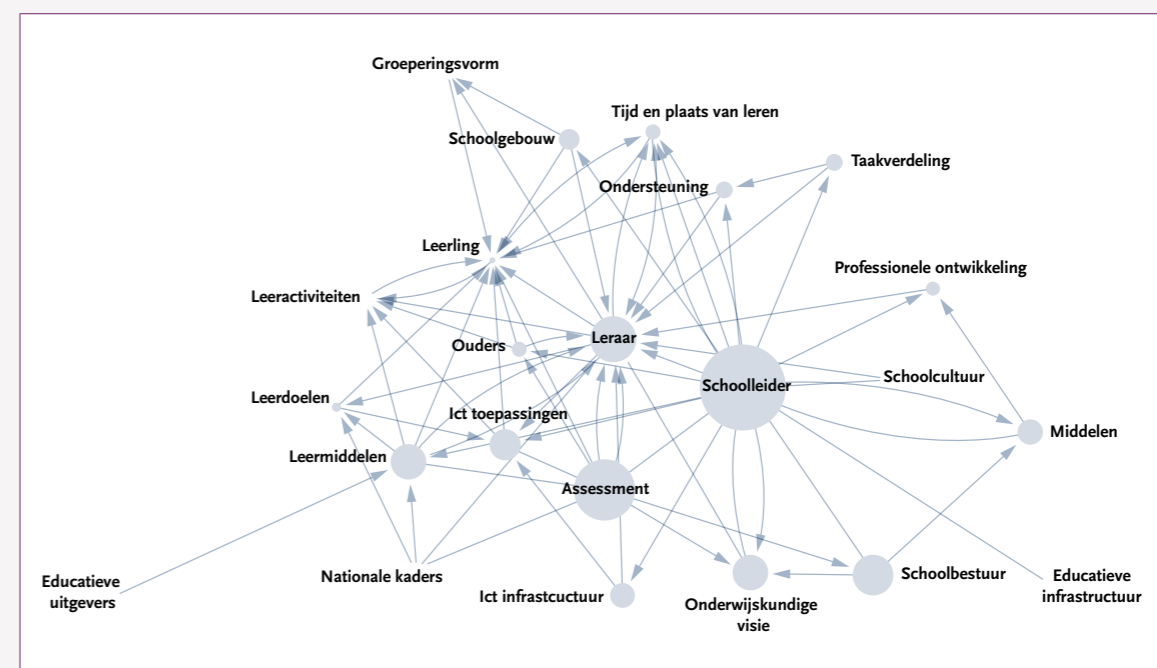 Groeperingsvorm
Tijd en plaats van leren
Schoolgebouw
Taakverdeling
Ondersteuning
Leerling
Professionele ontwikkeling
Leeractiviteiten
Leraar
Ouders
Schoolleider
Schoolcultuur
Leerdoelen
Ict toepassingen
Middelen
Leermiddelen
Assessment
Nationale kaders
Schoolbestuur
Educatieve
uitgevers
Ict infrastcuctuur
Onderwijskundige
visie
Educatieve
infrastructuur